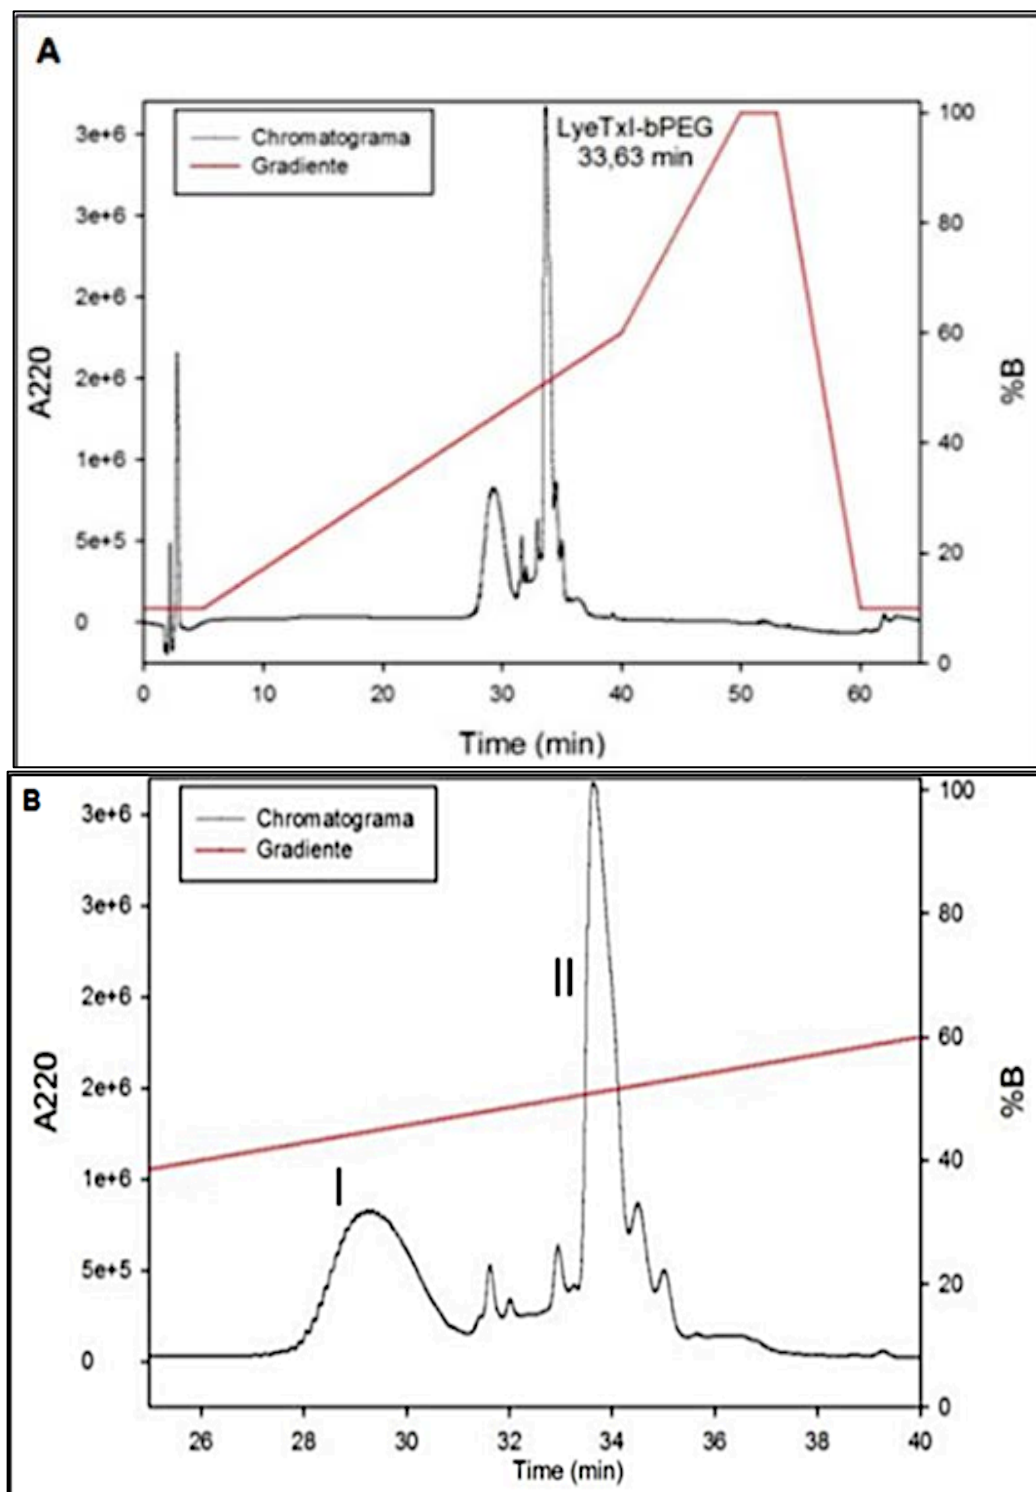 A
Chromatograma
Gradiente
LyeTxI-bPEG
33,63 min
3e+6
3e+6
2e+6
2e+6
1e+6
5e+5
0
A220
100
80
60
40
20
0
%B
0 10 20 30 40 50 60
Time (min)
B
Chromatograma
Gradiente
3e+6
3e+6
2e+6
2e+6
1e+6
5e+5
0
A220
I
II
100
80
60
40
20
0
%B
26 28 30 32 34 36 38 40
Time (min)